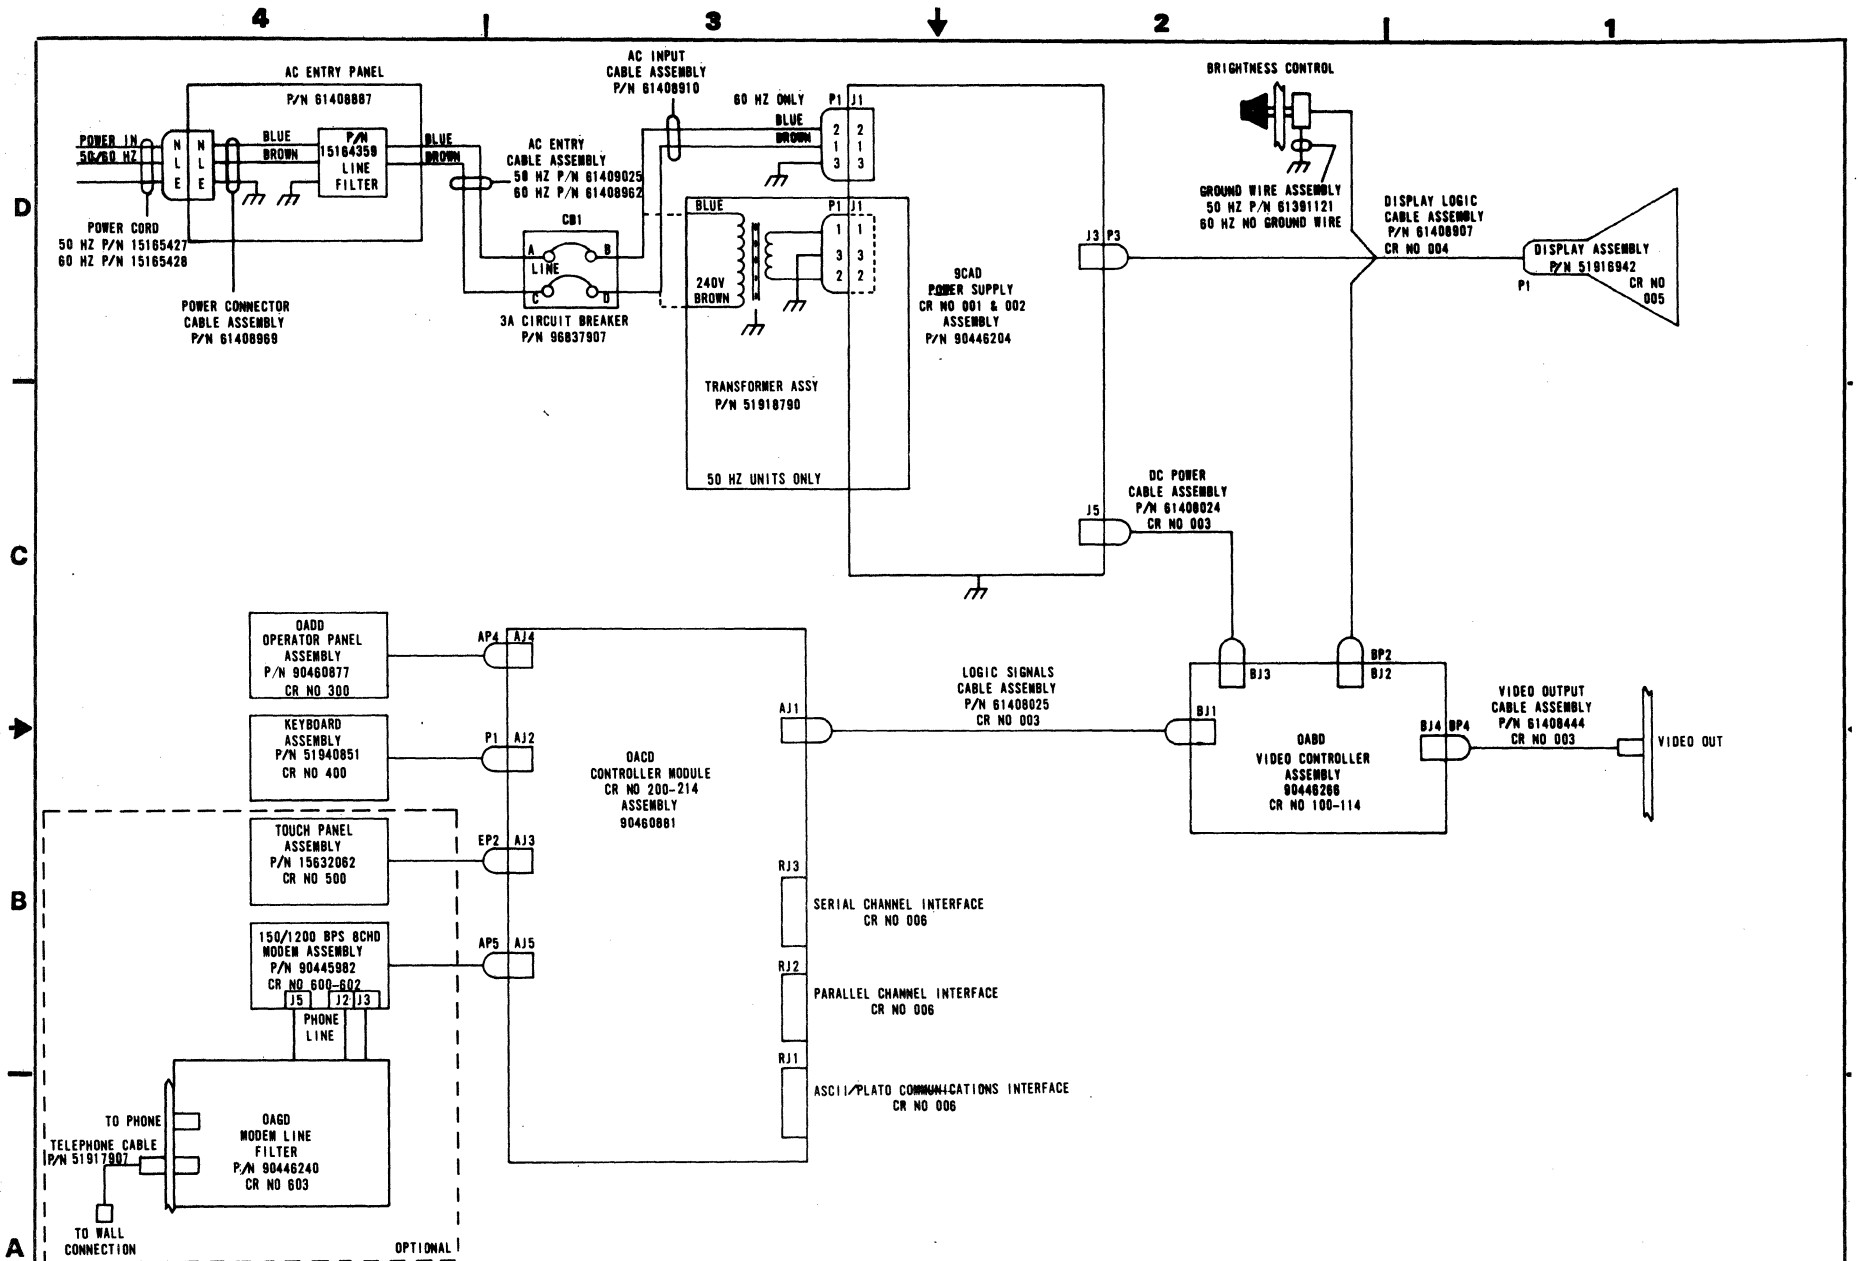 4
3
2
1
D
C
B
A
AC ENTRY PANEL
P/N 61408887
POWER IN
50/60 HZ
N
L
E
N
L
E
BLUE
BROWN
P/N
15164359
LINE
FILTER
BLUE
BROWN
POWER CORD
50 HZ P/N 15165427
60 HZ P/N 15165428
POWER CONNECTOR
CABLE ASSEMBLY
P/N 61408969
AC ENTRY
CABLE ASSEMBLY
50 HZ P/N 61409025
60 HZ P/N 61408962
CB1
A
B
LINE
C
D
3A CIRCUIT BREAKER
P/N 96837907
AC INPUT
CABLE ASSEMBLY
P/N 61408910
60 HZ ONLY
P1 J1
BLUE
BROWN
2 2
1 1
3 3
BLUE
240V
BROWN
P1 J1
1 1
3 3
2 2
TRANSFORMER ASSY
P/N 51918790
50 HZ UNITS ONLY
9CAD
POWER SUPPLY
CR NO 001 & 002
ASSEMBLY
P/N 90446204
J3 P3
J5
BRIGHTNESS CONTROL
GROUND WIRE ASSEMBLY
50 HZ P/N 61391121
60 HZ NO GROUND WIRE
DISPLAY LOGIC
CABLE ASSEMBLY
P/N 61408907
CR NO 004
DISPLAY ASSEMBLY
P/N 51916942
P1
CR NO
005
DC POWER
CABLE ASSEMBLY
P/N 61408024
CR NO 003
OADD
OPERATOR PANEL
ASSEMBLY
P/N 90460877
CR NO 300
AP4 AJ4
KEYBOARD
ASSEMBLY
P/N 51940851
CR NO 400
P1 AJ2
TOUCH PANEL
ASSEMBLY
P/N 15632062
CR NO 500
EP2 AJ3
150/1200 BPS 8CHD
MODEM ASSEMBLY
P/N 90445982
CR NO 600-602
AP5 AJ5
J5
J2 J3
PHONE
LINE
OAGD
MODEM LINE
FILTER
P/N 90446240
CR NO 603
TO PHONE
TELEPHONE CABLE
P/N 51917907
TO WALL
CONNECTION
OPTIONAL
OACD
CONTROLLER MODULE
CR NO 200-214
ASSEMBLY
90460881
AJ1
RJ3
SERIAL CHANNEL INTERFACE
CR NO 006
RJ2
PARALLEL CHANNEL INTERFACE
CR NO 006
RJ1
ASCII/PLATO COMMUNICATIONS INTERFACE
CR NO 006
LOGIC SIGNALS
CABLE ASSEMBLY
P/N 61408025
CR NO 003
BJ1
BJ3
BP2
BJ2
OABD
VIDEO CONTROLLER
ASSEMBLY
90446266
CR NO 100-114
BJ4 BP4
VIDEO OUTPUT
CABLE ASSEMBLY
P/N 61408444
CR NO 003
VIDEO OUT